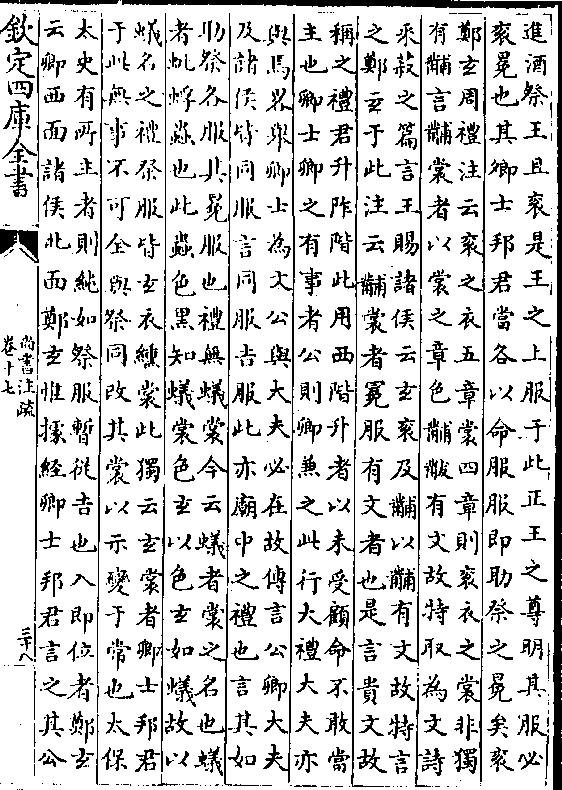 進酒祭王且衮是王之上服于此正王之尊明其服必
衮冕也其卿士邦君當各以命服服即助祭之冕矣衮
鄭𤣥周禮注云衮之衣五章裳四章則衮衣之裳非獨
有黼言黼裳者以裳之章色黼黻有文故特取為文詩
采菽之篇言王賜諸侯云𤣥衮及黼以黼有文故特言
之鄭𤣥于此注云黼裳者冕服有文者也是言貴文故
稱之禮君升阼階此用西階升者以未受顧命不敢當
主也卿士卿之有事者公則卿兼之此行大禮大夫亦
與焉畧舉卿士為文公與大夫必在故傳言公卿大夫
及諸侯皆同服言同服吉服此亦廟中之禮也言其如
助祭各服其冕服也禮無蟻裳今云蟻者裳之名也蟻
者蚍蜉蟲也此蟲色黑知蟻裳色𤣥以色𤣥如蟻故以
蟻名之禮祭服皆𤣥衣纁裳此獨云𤣥裳者卿士邦君
于此無事不可全與祭同改其裳以示變于常也太保
太史有所主者則純如祭服暫從吉也入即位者鄭𤣥
云卿西面諸侯北面鄭𤣥惟據經卿士邦君言之其公
欽定四庫全書
尚書注疏
卷十七
三十八